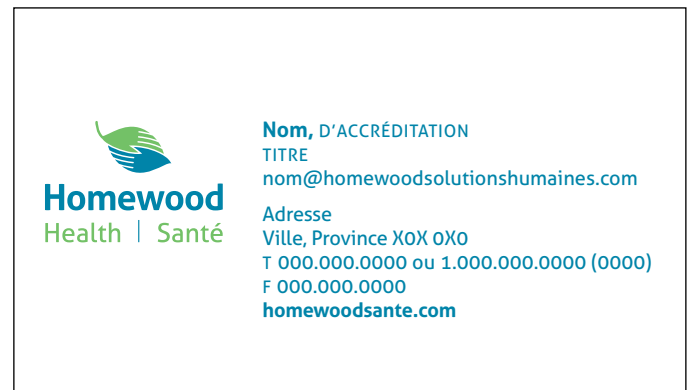 Homewood
Health | Santé
Nom, D'ACCRÉDITATION
TITRE
nom@homewoodsolutionshumaines.com
Adresse
Ville, Province X0X 0X0
T 000.000.0000 ou 1.000.000.0000 (0000)
F 000.000.0000
homewoodsante.com